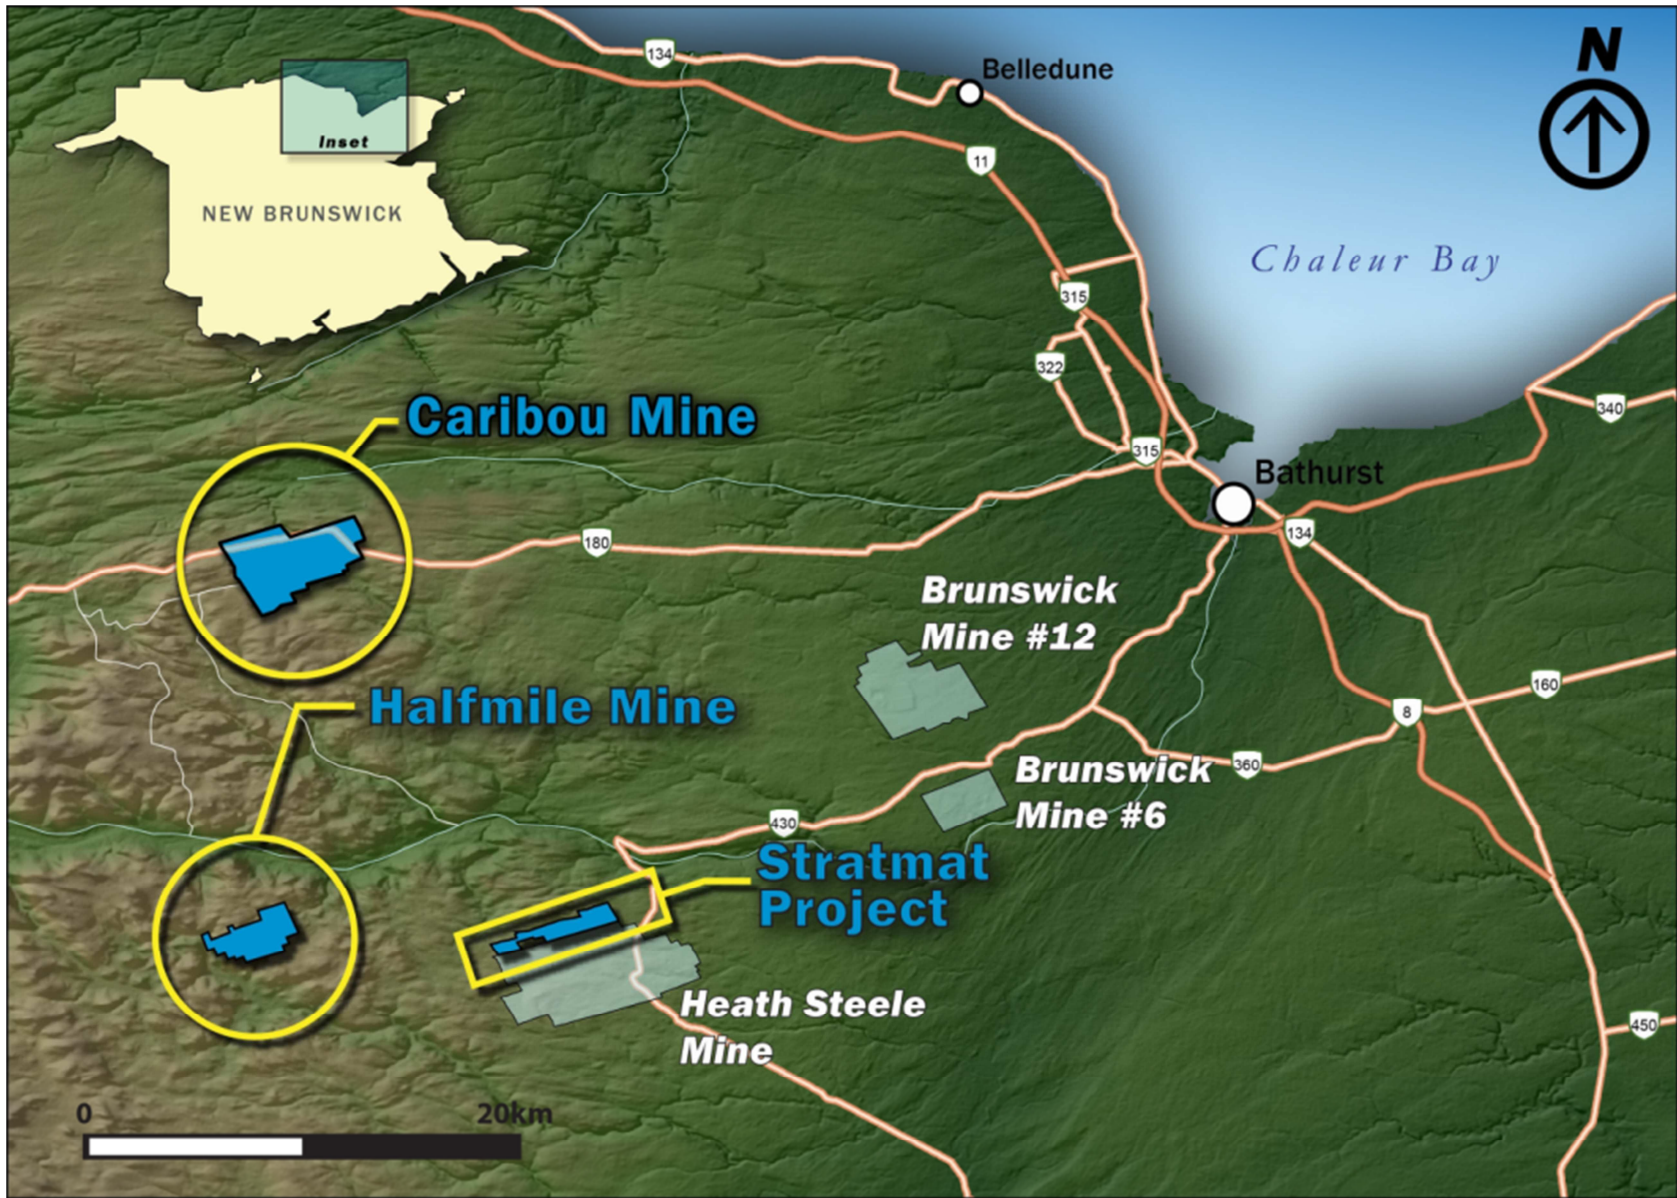 134
Belledune
N
Inset
11
NEW BRUNSWICK
Chaleur Bay
315
322
340
Caribou Mine
315
Bathurst
180
134
Brunswick
Mine #12
160
Halfmile Mine
8
360
Brunswick
Mine #6
430
Stratmat
Project
Heath Steele
Mine
450
0
20km